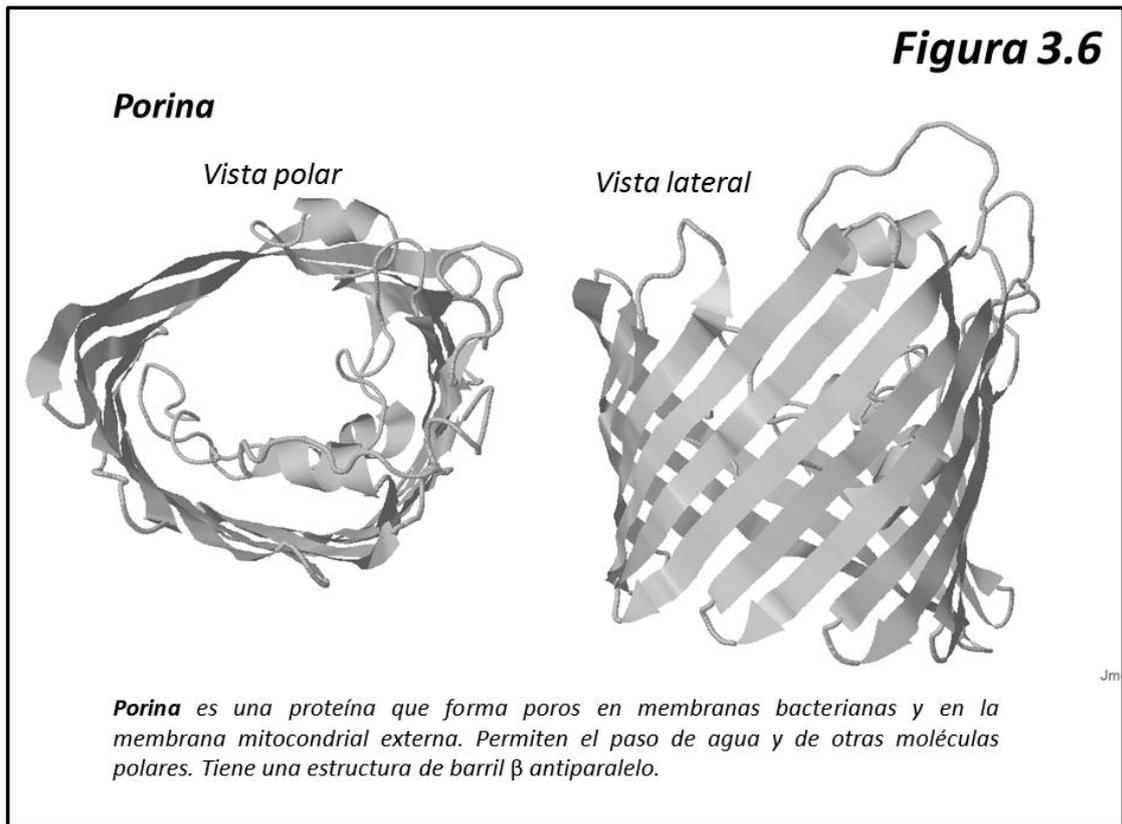 Figura 3.6
Porina
Vista polar
Vista lateral
Jm
Porina es una proteína que forma poros en membranas bacterianas y en la
membrana mitocondrial externa. Permiten el paso de agua y de otras moléculas
polares. Tiene una estructura de barril β antiparalelo.